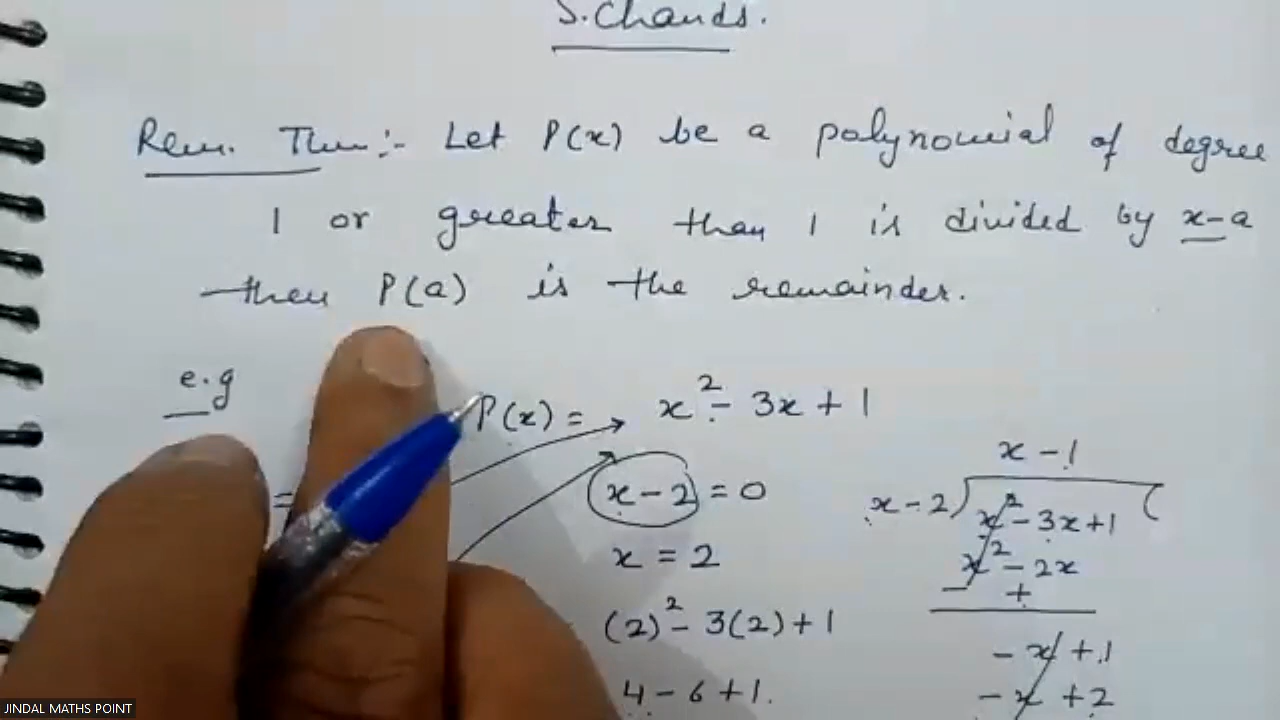 S. Chands.
Rem. Thm:- Let P(x) be a polynomial of degree
1 or greater than 1 is divided by x-a
then P(a) is the remainder.
e.g
P(x) = x² - 3x + 1
=
x - 2 = 0
x = 2
(2)² - 3(2) + 1
4 - 6 + 1.
x - 1
x - 2) x² - 3x + 1 (
x² - 2x
- +
- x + 1
- x + 2
JINDAL MATHS POINT